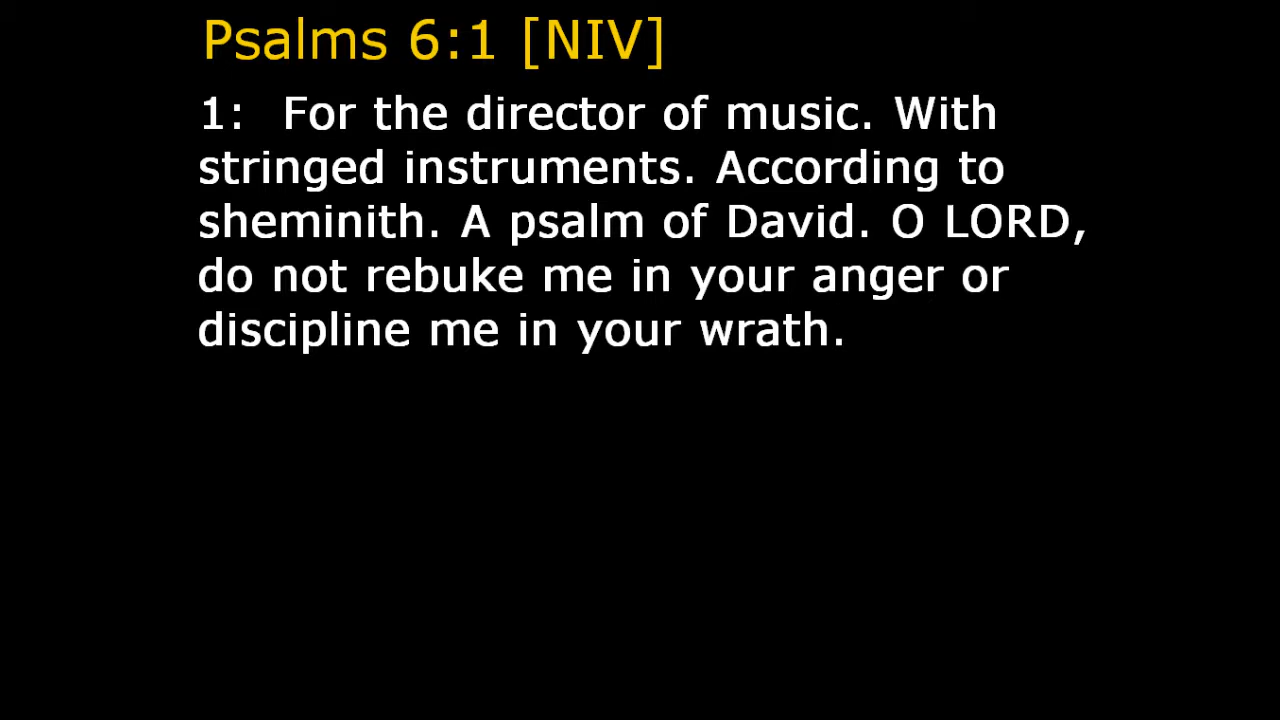 Psalms 6:1 [NIV]
1: For the director of music. With
stringed instruments. According to
sheminith. A psalm of David. O LORD,
do not rebuke me in your anger or
discipline me in your wrath.